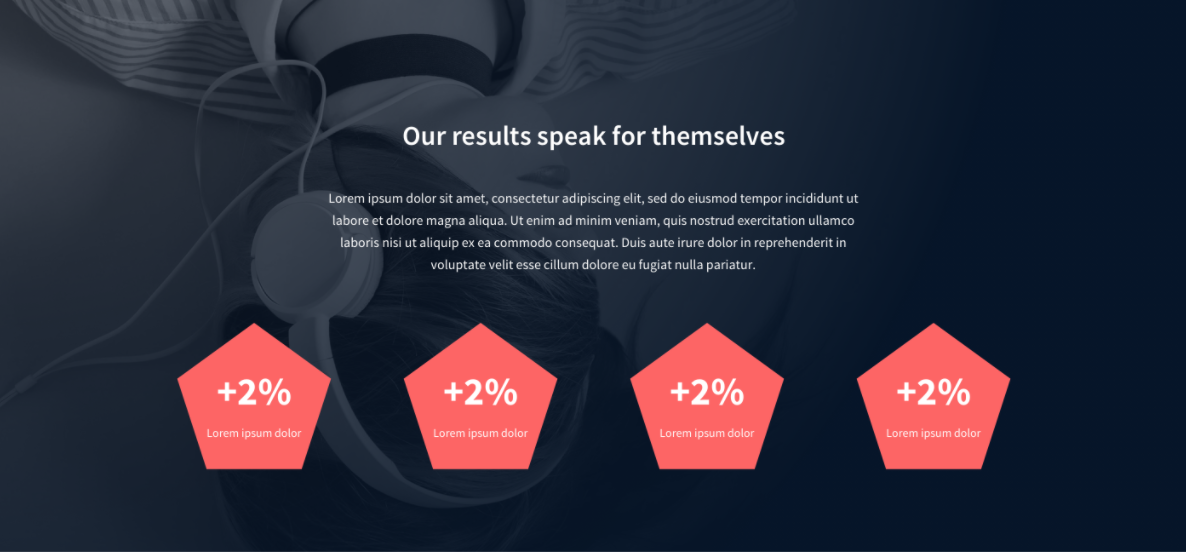 Our results speak for themselves
Lorem ipsum dolor sit amet, consectetur adipiscing elit, sed do eiusmod tempor incididunt ut
labore et dolore magna aliqua. Ut enim ad minim veniam, quis nostrud exercitation ullamco
laboris nisi ut aliquip ex ea commodo consequat. Duis aute irure dolor in reprehenderit in
voluptate velit esse cillum dolore eu fugiat nulla pariatur.
+2%
Lorem ipsum dolor
+2%
Lorem ipsum dolor
+2%
Lorem ipsum dolor
+2%
Lorem ipsum dolor